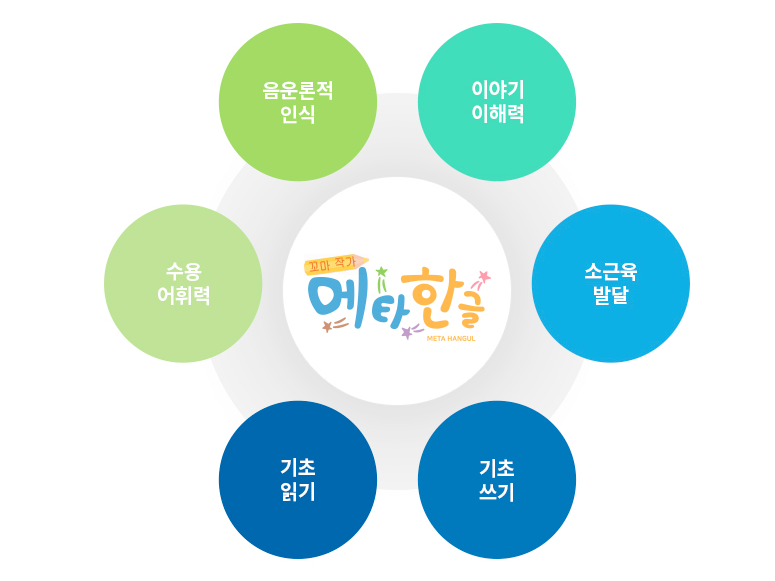 음운론적
인식
이야기
이해력
수용
어휘력
꼬마 작가
메타한글
META HANGUL
소근육
발달
기초
읽기
기초
쓰기